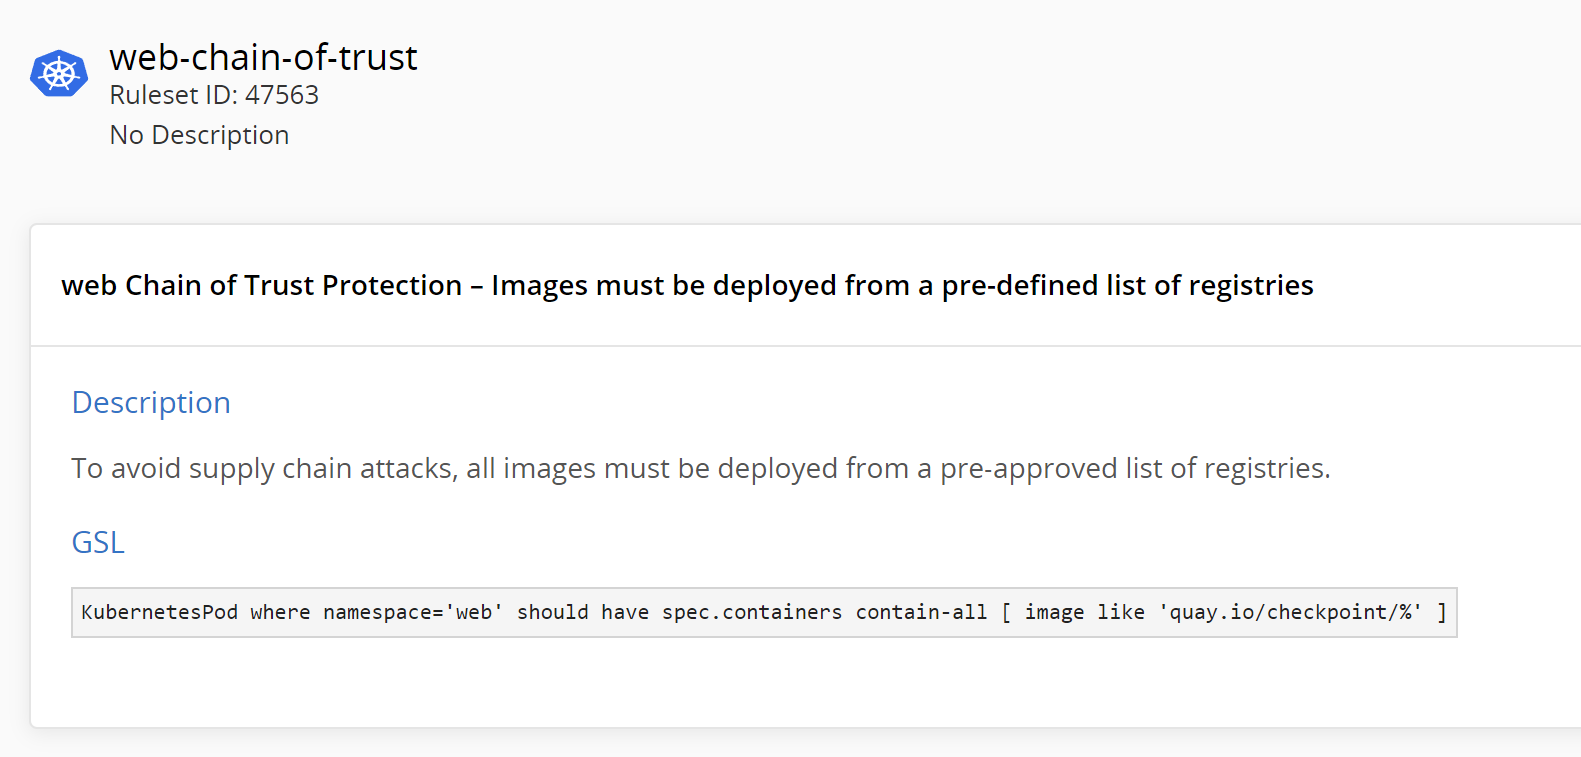 web-chain-of-trust
Ruleset ID: 47563
No Description
web Chain of Trust Protection – Images must be deployed from a pre-defined list of registries
Description
To avoid supply chain attacks, all images must be deployed from a pre-approved list of registries.
GSL
KubernetesPod where namespace='web' should have spec.containers contain-all [ image like 'quay.io/checkpoint/%' ]